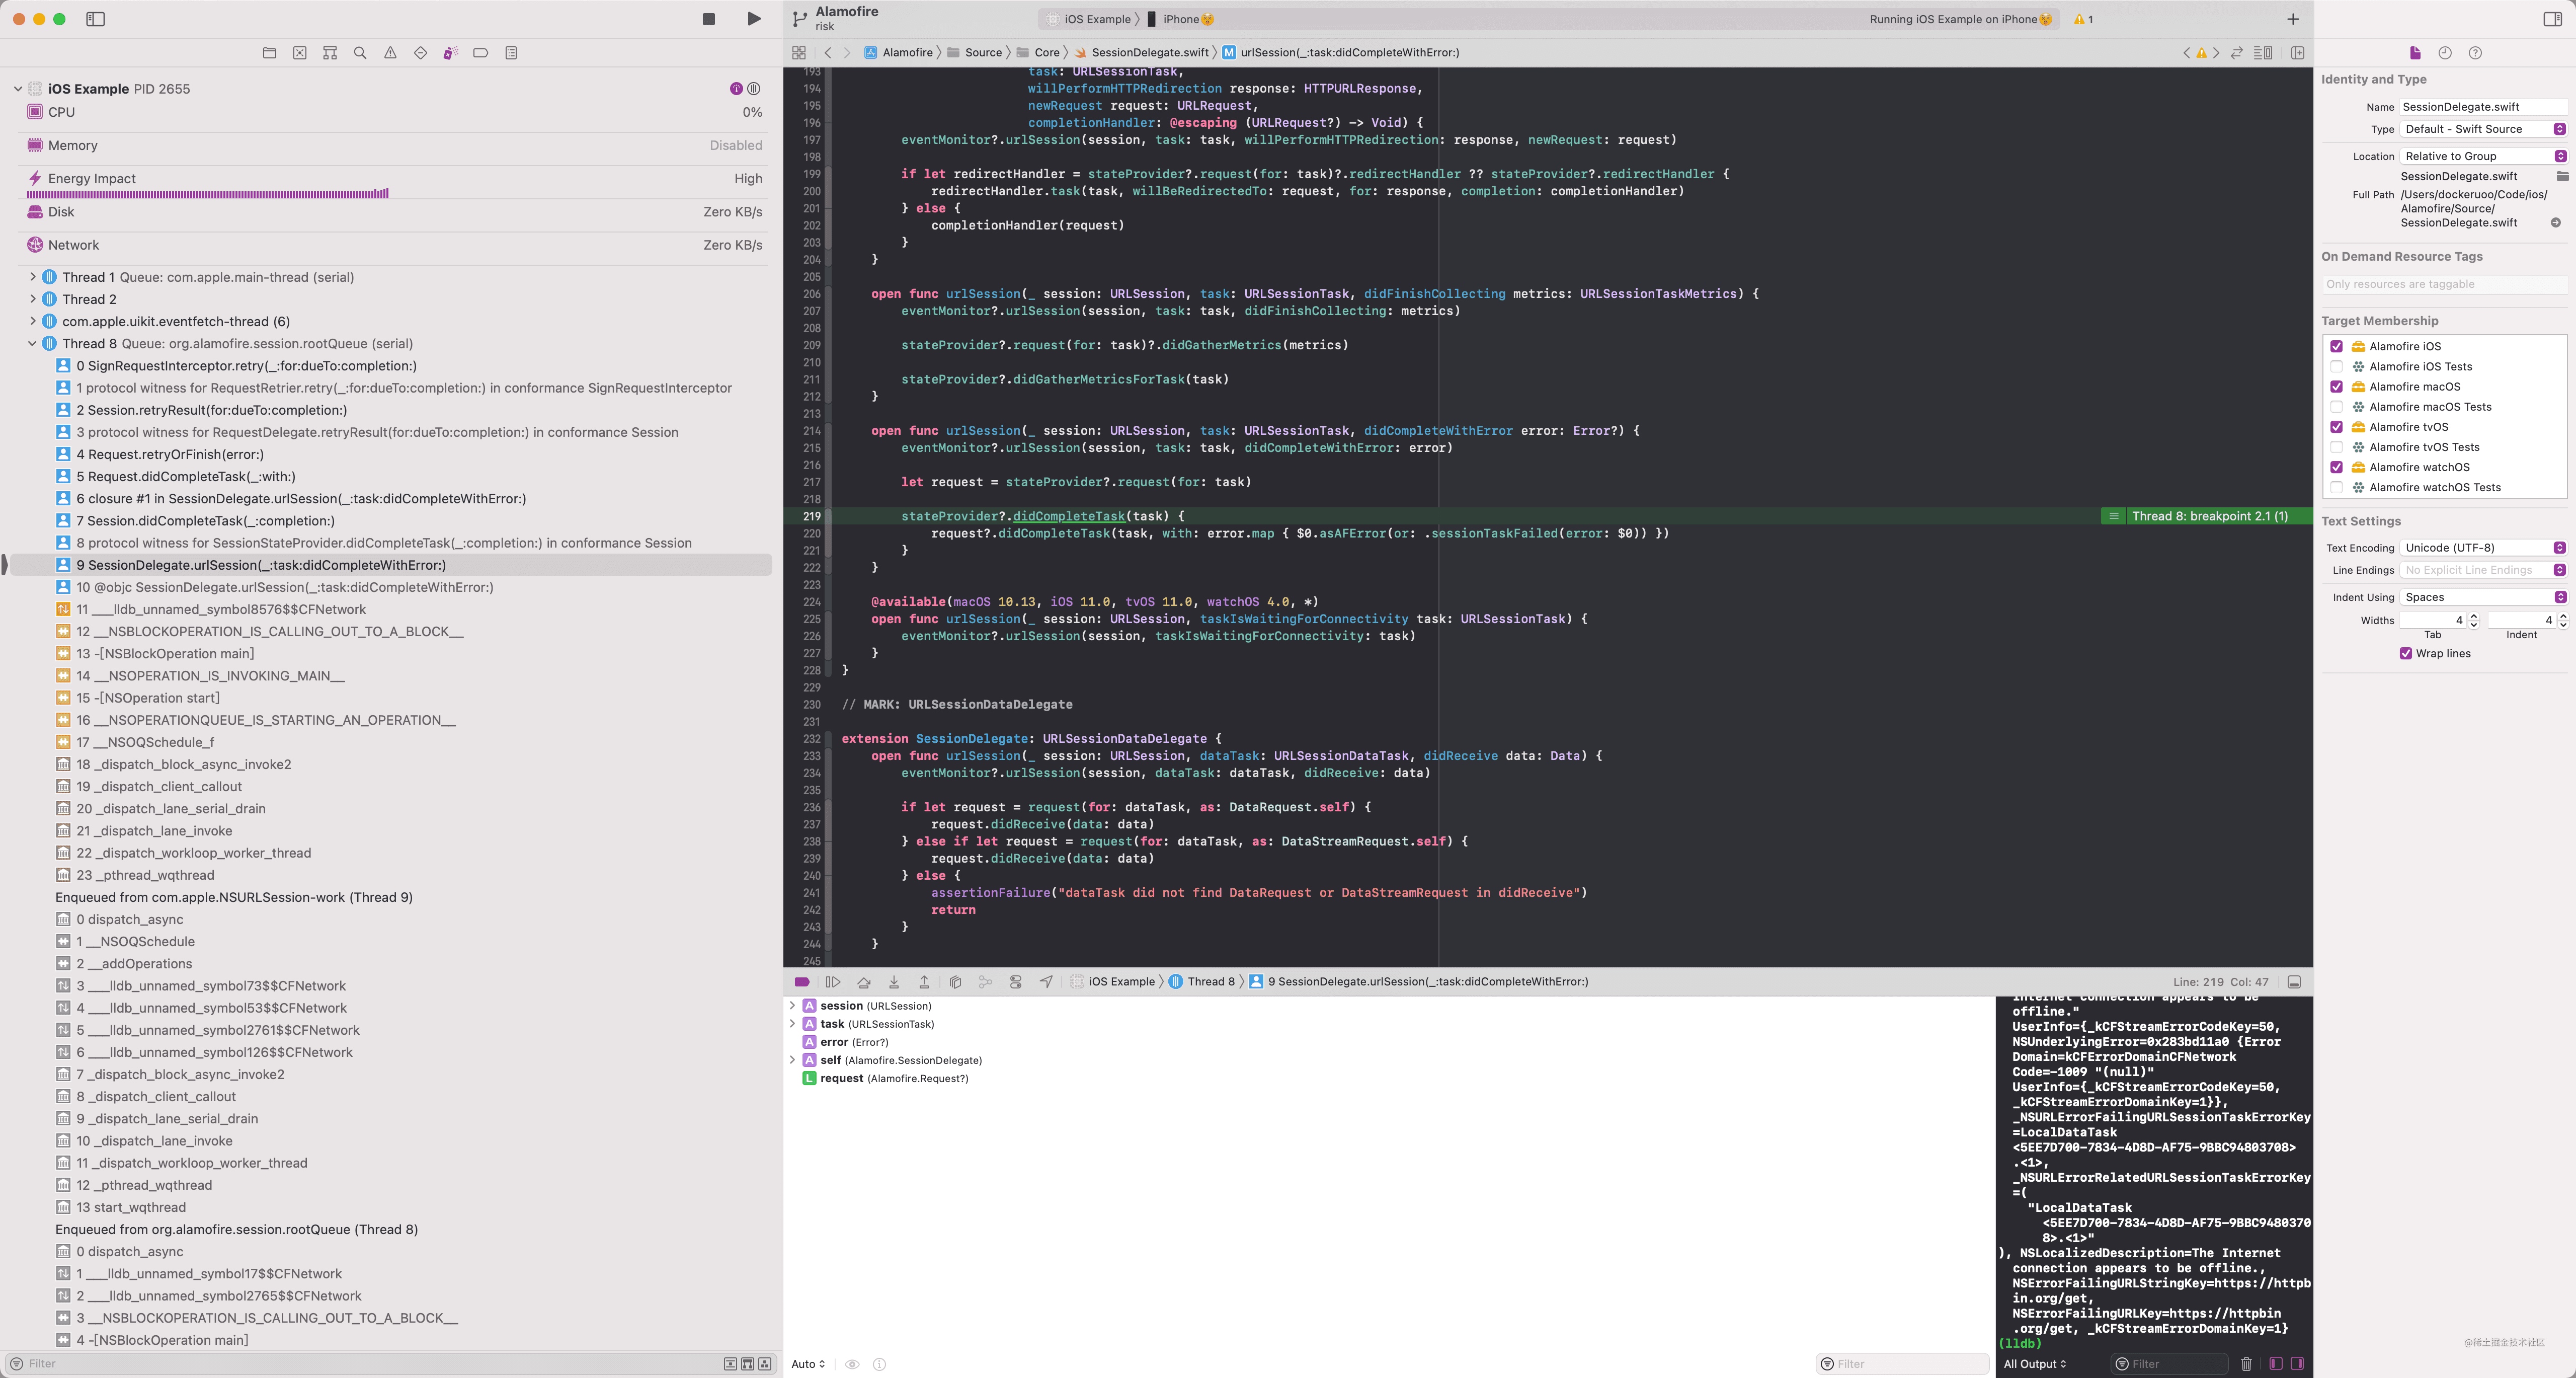 Alamofire
risk
iOS Example
iPhone
Running iOS Example on iPhone
1
Alamofire
Source
Core
SessionDelegate.swift
M
urlSession(_:task:didCompleteWithError:)
iOS Example PID 2655
CPU
0%
Memory
Disabled
Energy Impact
High
Disk
Zero KB/s
Network
Zero KB/s
Thread 1 Queue: com.apple.main-thread (serial)
Thread 2
com.apple.uikit.eventfetch-thread (6)
Thread 8 Queue: org.alamofire.session.rootQueue (serial)
0 SignRequestInterceptor.retry(_:for:dueTo:completion:)
1 protocol witness for RequestRetrier.retry(_:for:dueTo:completion:) in conformance SignRequestInterceptor
2 Session.retryResult(for:dueTo:completion:)
3 protocol witness for RequestDelegate.retryResult(for:dueTo:completion:) in conformance Session
4 Request.retryOrFinish(error:)
5 Request.didCompleteTask(_:with:)
6 closure #1 in SessionDelegate.urlSession(_:task:didCompleteWithError:)
7 Session.didCompleteTask(_:completion:)
8 protocol witness for SessionStateProvider.didCompleteTask(_:completion:) in conformance Session
9 SessionDelegate.urlSession(_:task:didCompleteWithError:)
10 @objc SessionDelegate.urlSession(_:task:didCompleteWithError:)
11 ___lldb_unnamed_symbol8576$$CFNetwork
12 __NSBLOCKOPERATION_IS_CALLING_OUT_TO_A_BLOCK__
13 -[NSBlockOperation main]
14 __NSOPERATION_IS_INVOKING_MAIN__
15 -[NSOperation start]
16 __NSOPERATIONQUEUE_IS_STARTING_AN_OPERATION__
17 __NSOQSchedule_f
18 _dispatch_block_async_invoke2
19 _dispatch_client_callout
20 _dispatch_lane_serial_drain
21 _dispatch_lane_invoke
22 _dispatch_workloop_worker_thread
23 _pthread_wqthread
Enqueued from com.apple.NSURLSession-work (Thread 9)
0 dispatch_async
1 __NSOQSchedule
2 __addOperations
3 ___lldb_unnamed_symbol73$$CFNetwork
4 ___lldb_unnamed_symbol53$$CFNetwork
5 ___lldb_unnamed_symbol2761$$CFNetwork
6 ___lldb_unnamed_symbol126$$CFNetwork
7 _dispatch_block_async_invoke2
8 _dispatch_client_callout
9 _dispatch_lane_serial_drain
10 _dispatch_lane_invoke
11 _dispatch_workloop_worker_thread
12 _pthread_wqthread
13 start_wqthread
Enqueued from org.alamofire.session.rootQueue (Thread 8)
0 dispatch_async
1 ___lldb_unnamed_symbol17$$CFNetwork
2 ___lldb_unnamed_symbol2765$$CFNetwork
3 __NSBLOCKOPERATION_IS_CALLING_OUT_TO_A_BLOCK__
4 -[NSBlockOperation main]
Filter
193 task: URLSessionTask,
194 willPerformHTTPRedirection response: HTTPURLResponse,
195 newRequest request: URLRequest,
196 completionHandler: @escaping (URLRequest?) -> Void) {
197 eventMonitor?.urlSession(session, task: task, willPerformHTTPRedirection: response, newRequest: request)
198
199 if let redirectHandler = stateProvider?.request(for: task)?.redirectHandler ?? stateProvider?.redirectHandler {
200 redirectHandler.task(task, willBeRedirectedTo: request, for: response, completion: completionHandler)
201 } else {
202 completionHandler(request)
203 }
204 }
205
206 open func urlSession(_ session: URLSession, task: URLSessionTask, didFinishCollecting metrics: URLSessionTaskMetrics) {
207 eventMonitor?.urlSession(session, task: task, didFinishCollecting: metrics)
208
209 stateProvider?.request(for: task)?.didGatherMetrics(metrics)
210
211 stateProvider?.didGatherMetricsForTask(task)
212 }
213
214 open func urlSession(_ session: URLSession, task: URLSessionTask, didCompleteWithError error: Error?) {
215 eventMonitor?.urlSession(session, task: task, didCompleteWithError: error)
216
217 let request = stateProvider?.request(for: task)
218
219 stateProvider?.didCompleteTask(task) {
Thread 8: breakpoint 2.1 (1)
220 request?.didCompleteTask(task, with: error.map { $0.asAFError(or: .sessionTaskFailed(error: $0)) })
221 }
222 }
223
224 @available(macOS 10.13, iOS 11.0, tvOS 11.0, watchOS 4.0, *)
225 open func urlSession(_ session: URLSession, taskIsWaitingForConnectivity task: URLSessionTask) {
226 eventMonitor?.urlSession(session, taskIsWaitingForConnectivity: task)
227 }
228 }
229
230 // MARK: URLSessionDataDelegate
231
232 extension SessionDelegate: URLSessionDataDelegate {
233 open func urlSession(_ session: URLSession, dataTask: URLSessionDataTask, didReceive data: Data) {
234 eventMonitor?.urlSession(session, dataTask: dataTask, didReceive: data)
235
236 if let request = request(for: dataTask, as: DataRequest.self) {
237 request.didReceive(data: data)
238 } else if let request = request(for: dataTask, as: DataStreamRequest.self) {
239 request.didReceive(data: data)
240 } else {
241 assertionFailure("dataTask did not find DataRequest or DataStreamRequest in didReceive")
242 return
243 }
244 }
245
iOS Example
Thread 8
9 SessionDelegate.urlSession(_:task:didCompleteWithError:)
Line: 219 Col: 47
A session (URLSession)
A task (URLSessionTask)
A error (Error?)
A self (Alamofire.SessionDelegate)
L request (Alamofire.Request?)
Auto
Filter
Internet connection appears to be
offline."
UserInfo={_kCFStreamErrorCodeKey=50,
NSUnderlyingError=0x283bd11a0 {Error
Domain=kCFErrorDomainCFNetwork
Code=-1009 "(null)"
UserInfo={_kCFStreamErrorCodeKey=50,
_kCFStreamErrorDomainKey=1}},
_NSURLErrorFailingURLSessionTaskErrorKey
=LocalDataTask
<5EE7D700-7834-4D8D-AF75-9BBC94803708>
.<1>,
_NSURLErrorRelatedURLSessionTaskErrorKey
=(
"LocalDataTask
<5EE7D700-7834-4D8D-AF75-9BBC9480370
8>.<1>"
), NSLocalizedDescription=The Internet
connection appears to be offline.,
NSErrorFailingURLStringKey=https://httpb
in.org/get,
NSErrorFailingURLKey=https://httpbin
.org/get, _kCFStreamErrorDomainKey=1}
(lldb)
All Output
Filter
Identity and Type
Name SessionDelegate.swift
Type Default - Swift Source
Location Relative to Group
SessionDelegate.swift
Full Path /Users/dockeruoo/Code/ios/
Alamofire/Source/
SessionDelegate.swift
On Demand Resource Tags
Only resources are taggable
Target Membership
Alamofire iOS
Alamofire iOS Tests
Alamofire macOS
Alamofire macOS Tests
Alamofire tvOS
Alamofire tvOS Tests
Alamofire watchOS
Alamofire watchOS Tests
Text Settings
Text Encoding Unicode (UTF-8)
Line Endings No Explicit Line Endings
Indent Using Spaces
Widths 4 4
Tab Indent
Wrap lines
@稀土掘金技术社区